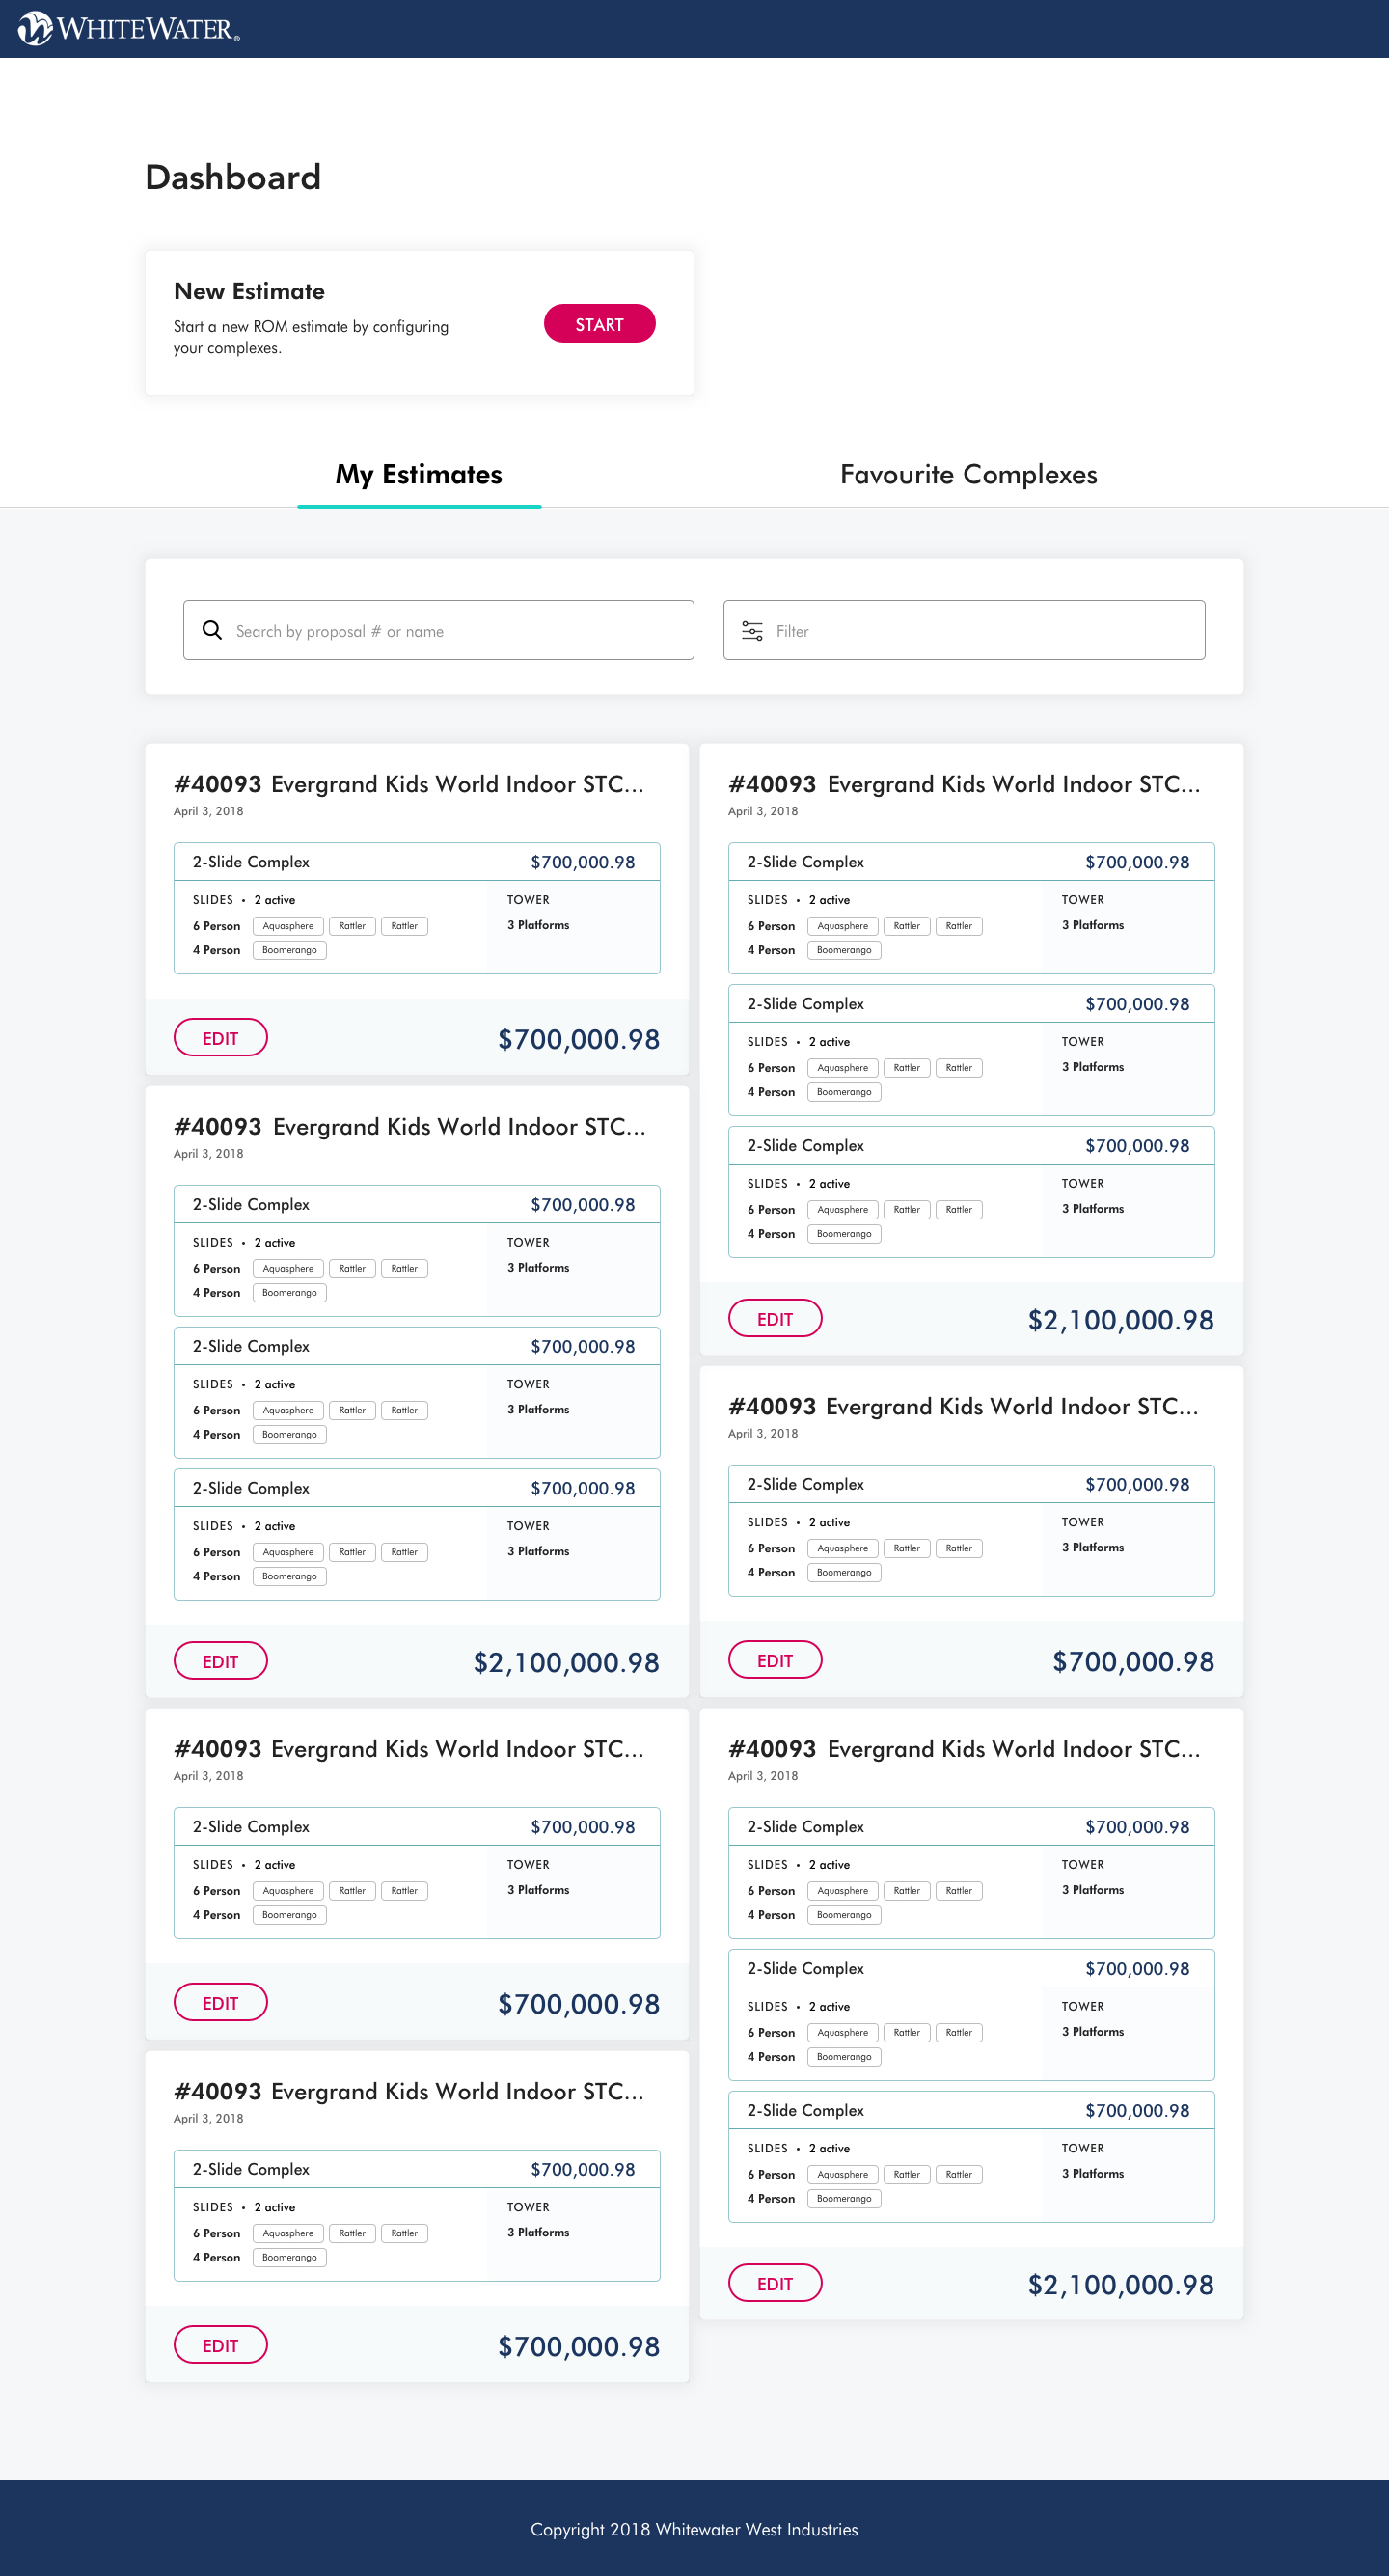 WHITEWATER®
Dashboard
New Estimate
Start a new ROM estimate by configuring
your complexes.
START
My Estimates
Favourite Complexes
Search by proposal # or name
Filter
#40093 Evergrand Kids World Indoor STC...
April 3, 2018
2-Slide Complex $700,000.98
SLIDES • 2 active TOWER
6 Person Aquasphere Rattler Rattler 3 Platforms
4 Person Boomerango
EDIT $700,000.98
#40093 Evergrand Kids World Indoor STC...
April 3, 2018
2-Slide Complex $700,000.98
SLIDES • 2 active TOWER
6 Person Aquasphere Rattler Rattler 3 Platforms
4 Person Boomerango
2-Slide Complex $700,000.98
SLIDES • 2 active TOWER
6 Person Aquasphere Rattler Rattler 3 Platforms
4 Person Boomerango
2-Slide Complex $700,000.98
SLIDES • 2 active TOWER
6 Person Aquasphere Rattler Rattler 3 Platforms
4 Person Boomerango
EDIT $2,100,000.98
#40093 Evergrand Kids World Indoor STC...
April 3, 2018
2-Slide Complex $700,000.98
SLIDES • 2 active TOWER
6 Person Aquasphere Rattler Rattler 3 Platforms
4 Person Boomerango
EDIT $700,000.98
#40093 Evergrand Kids World Indoor STC...
April 3, 2018
2-Slide Complex $700,000.98
SLIDES • 2 active TOWER
6 Person Aquasphere Rattler Rattler 3 Platforms
4 Person Boomerango
EDIT $700,000.98
#40093 Evergrand Kids World Indoor STC...
April 3, 2018
2-Slide Complex $700,000.98
SLIDES • 2 active TOWER
6 Person Aquasphere Rattler Rattler 3 Platforms
4 Person Boomerango
2-Slide Complex $700,000.98
SLIDES • 2 active TOWER
6 Person Aquasphere Rattler Rattler 3 Platforms
4 Person Boomerango
2-Slide Complex $700,000.98
SLIDES • 2 active TOWER
6 Person Aquasphere Rattler Rattler 3 Platforms
4 Person Boomerango
EDIT $2,100,000.98
#40093 Evergrand Kids World Indoor STC...
April 3, 2018
2-Slide Complex $700,000.98
SLIDES • 2 active TOWER
6 Person Aquasphere Rattler Rattler 3 Platforms
4 Person Boomerango
EDIT $700,000.98
#40093 Evergrand Kids World Indoor STC...
April 3, 2018
2-Slide Complex $700,000.98
SLIDES • 2 active TOWER
6 Person Aquasphere Rattler Rattler 3 Platforms
4 Person Boomerango
2-Slide Complex $700,000.98
SLIDES • 2 active TOWER
6 Person Aquasphere Rattler Rattler 3 Platforms
4 Person Boomerango
2-Slide Complex $700,000.98
SLIDES • 2 active TOWER
6 Person Aquasphere Rattler Rattler 3 Platforms
4 Person Boomerango
EDIT $2,100,000.98
Copyright 2018 Whitewater West Industries